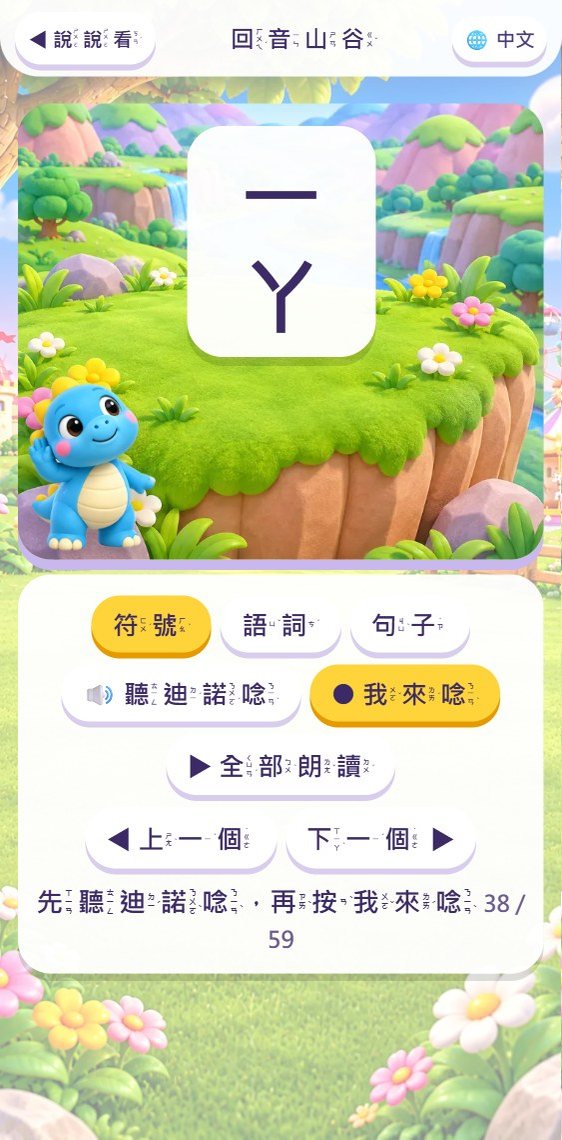 ◀ 說說看
回音山谷
中文
ㄧ
ㄚ
符號
語詞
句子
聽迪諾唸
● 我來唸
▶ 全部朗讀
◀ 上一個
下一個 ▶
先聽迪諾唸，再按我來唸 38 /
59